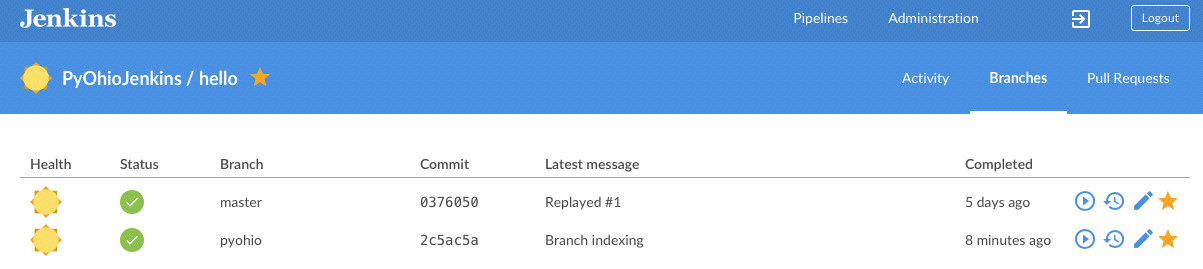 Jenkins Pipelines Administration Logout
PyOhioJenkins / hello Activity Branches Pull Requests
Health Status Branch Commit Latest message Completed
master 0376050 Replayed #1 5 days ago
pyohio 2c5ac5a Branch indexing 8 minutes ago